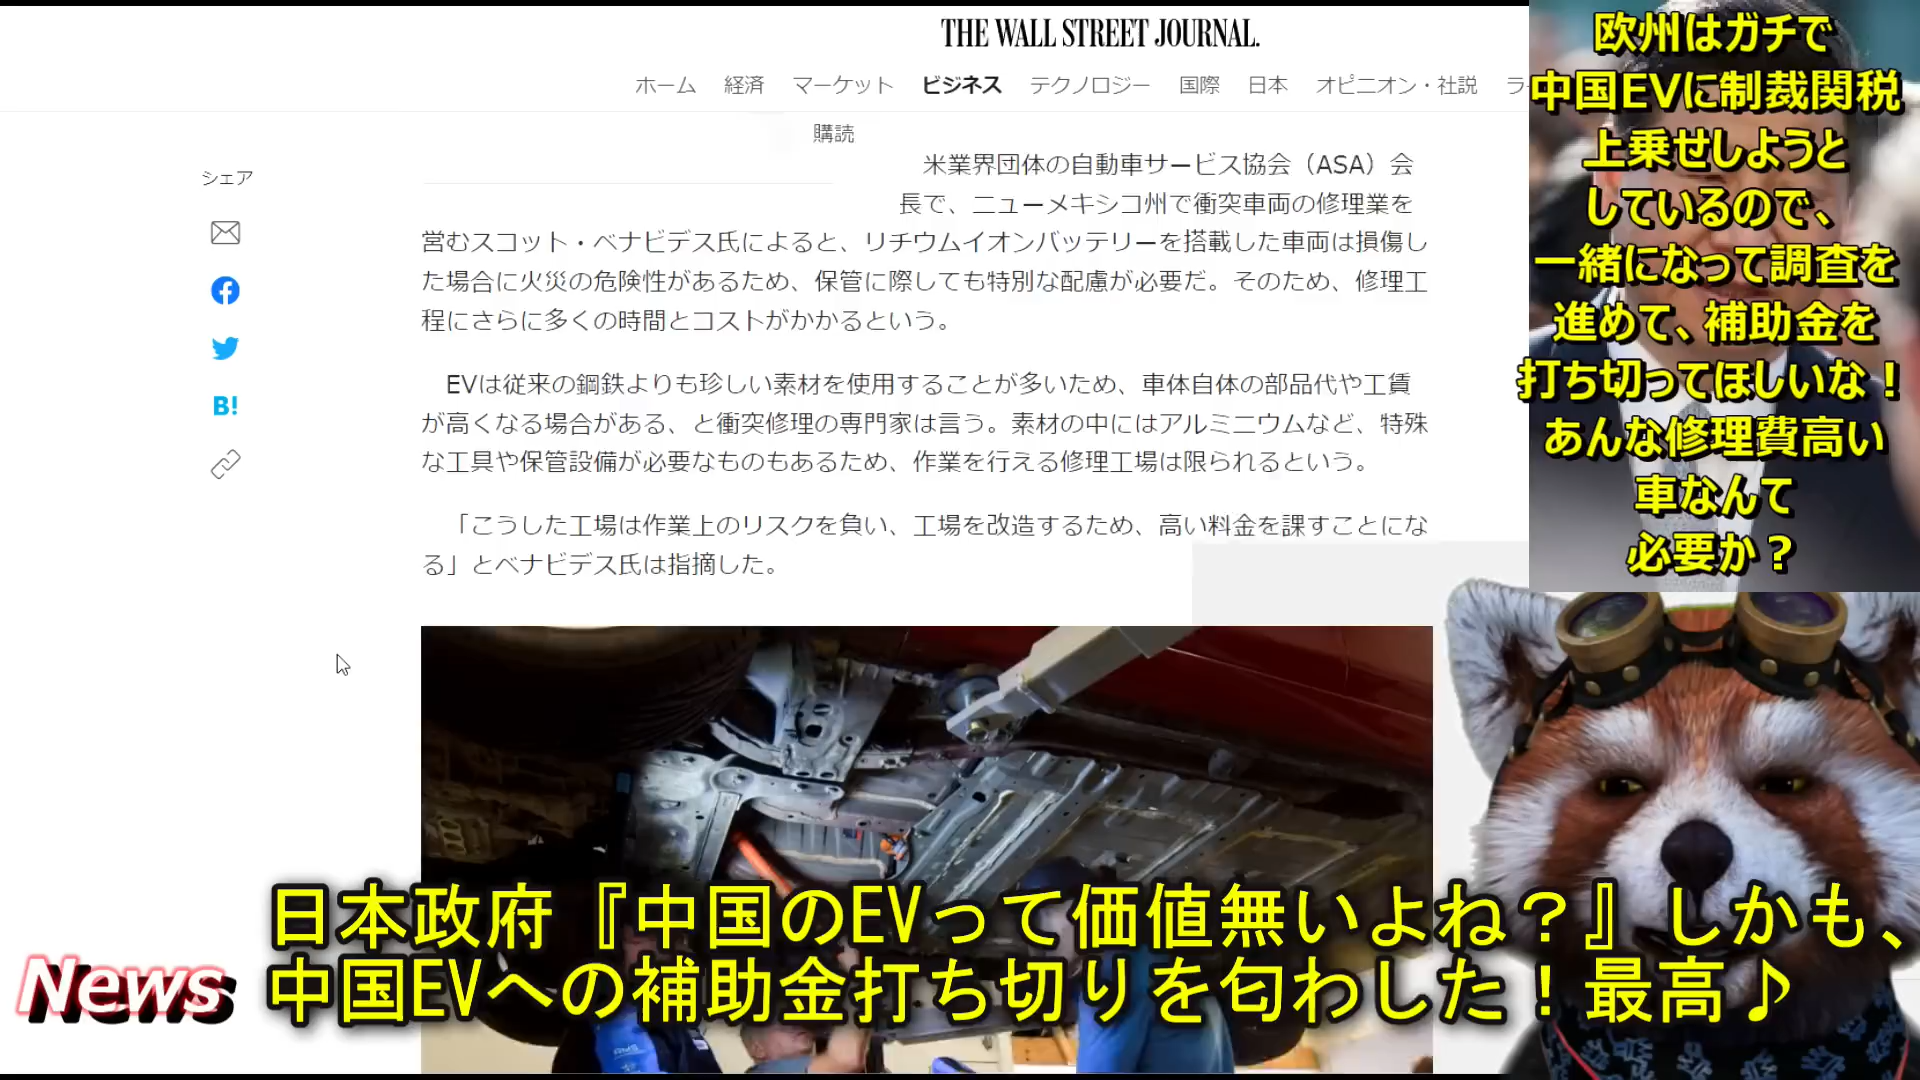 THE WALL STREET JOURNAL.
ホーム 経済 マーケット ビジネス テクノロジー 国際 日本 オピニオン・社説 ラ
購読
シェア
B!
米業界団体の自動車サービス協会（ASA）会
長で、ニューメキシコ州で衝突車両の修理業を
営むスコット・ベナビデス氏によると、リチウムイオンバッテリーを搭載した車両は損傷し
た場合に火災の危険性があるため、保管に際しても特別な配慮が必要だ。そのため、修理工
程にさらに多くの時間とコストがかかるという。
EVは従来の鋼鉄よりも珍しい素材を使用することが多いため、車体自体の部品代や工賃
が高くなる場合がある、と衝突修理の専門家は言う。素材の中にはアルミニウムなど、特殊
な工具や保管設備が必要なものもあるため、作業を行える修理工場は限られるという。
「こうした工場は作業上のリスクを負い、工場を改造するため、高い料金を課すことにな
る」とベナビデス氏は指摘した。
欧州はガチで
中国EVに制裁関税
上乗せしようと
しているので、
一緒になって調査を
進めて、補助金を
打ち切ってほしいな！
あんな修理費高い
車なんて
必要か？
News
日本政府『中国のEVって価値無いよね？』しかも、
中国EVへの補助金打ち切りを匂わした！最高♪